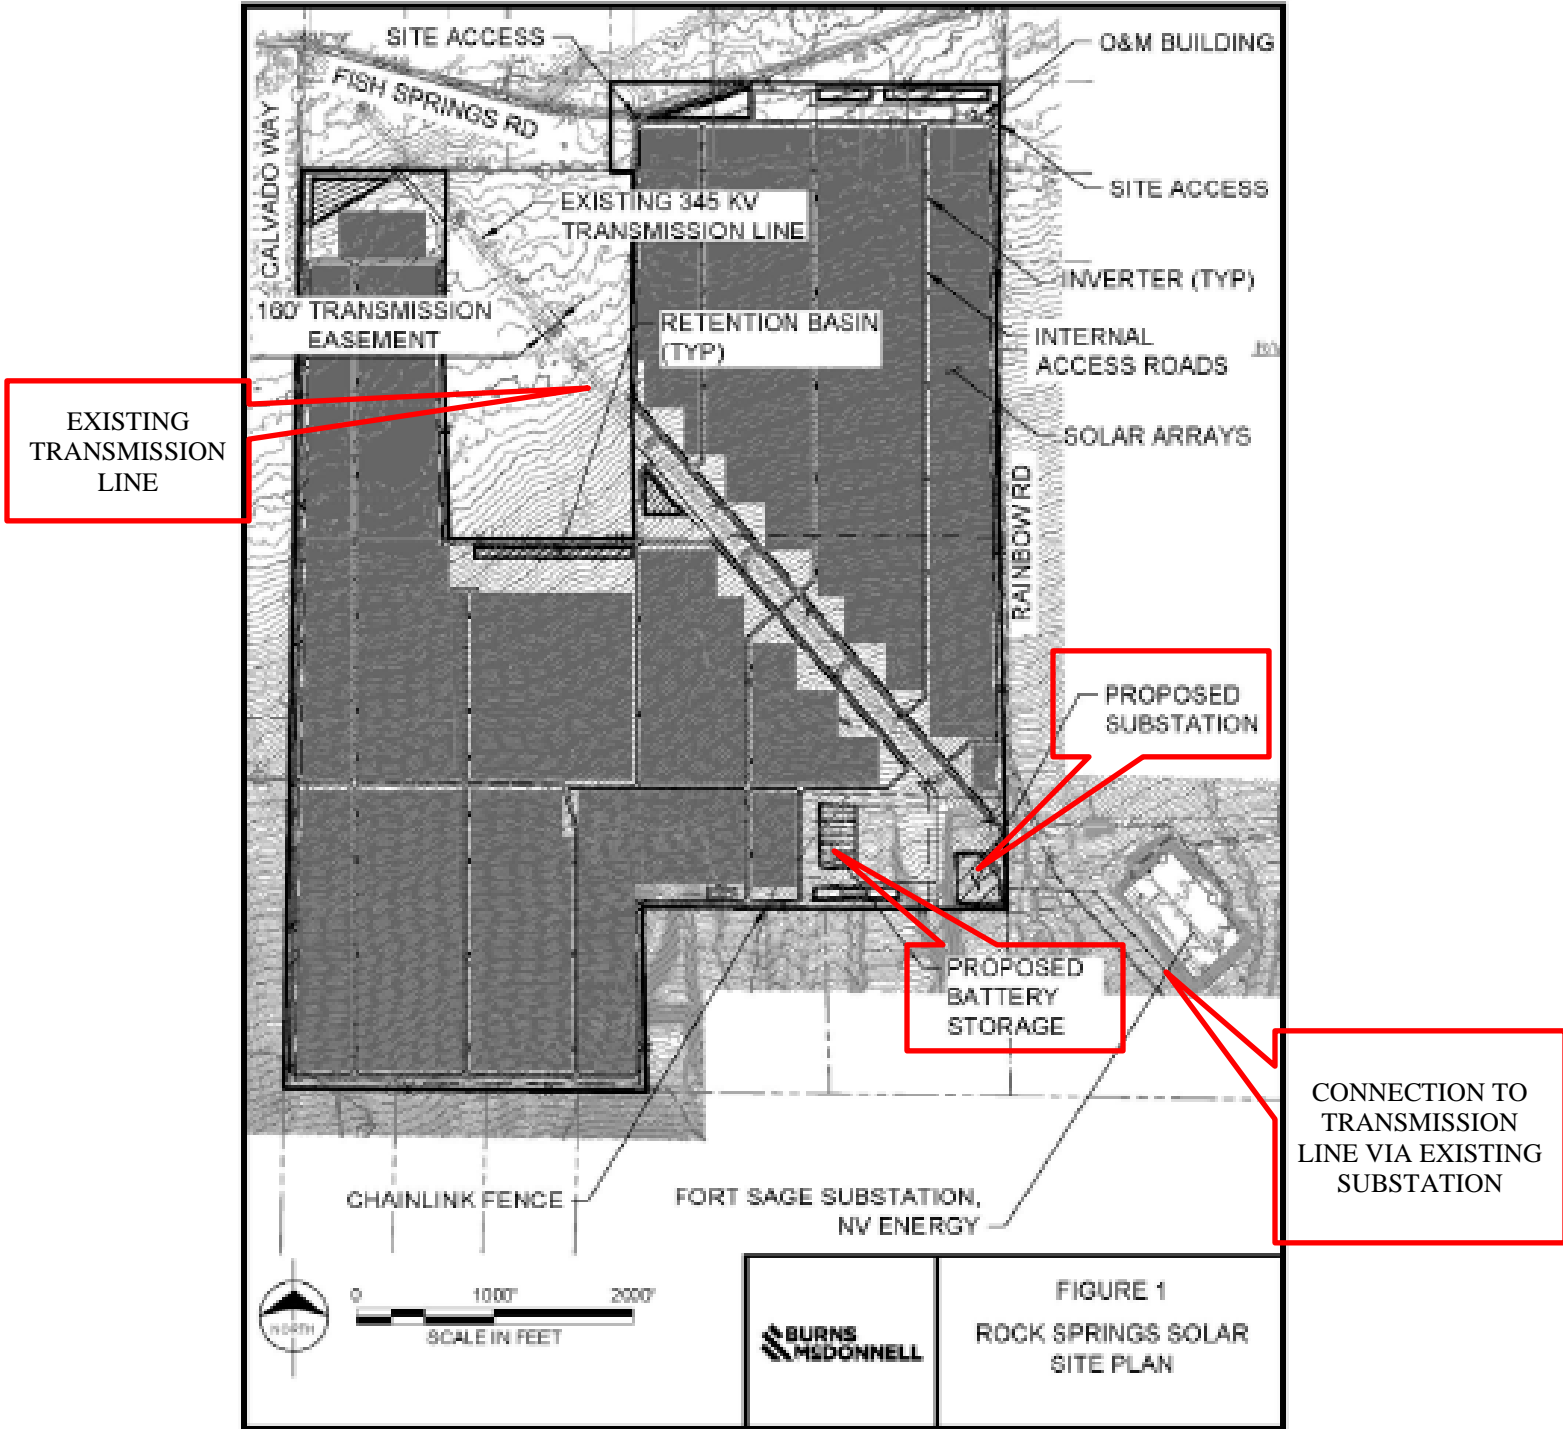 SITE ACCESS
O&M BUILDING
FISH SPRINGS RD
CALVADO WAY
SITE ACCESS
EXISTING 345 KV
TRANSMISSION LINE
INVERTER (TYP)
160' TRANSMISSION
EASEMENT
RETENTION BASIN
(TYP)
INTERNAL
ACCESS ROADS
EXISTING
TRANSMISSION
LINE
SOLAR ARRAYS
RAINBOW RD
PROPOSED
SUBSTATION
PROPOSED
BATTERY
STORAGE
CONNECTION TO
TRANSMISSION
LINE VIA EXISTING
SUBSTATION
CHAINLINK FENCE
FORT SAGE SUBSTATION,
NV ENERGY
NORTH
0 1000' 2000'
SCALE IN FEET
BURNS
McDONNELL
FIGURE 1
ROCK SPRINGS SOLAR
SITE PLAN